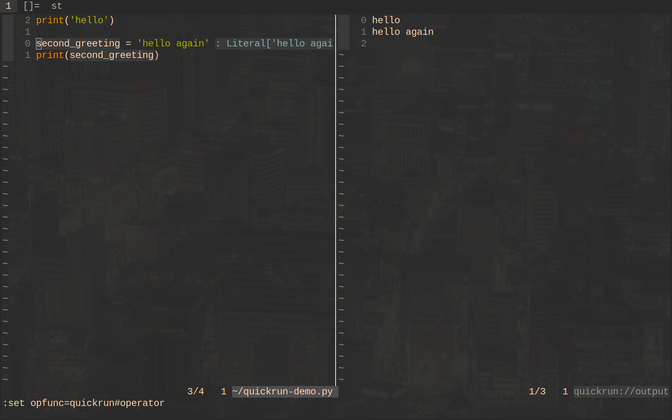 1 []= st
2 print('hello')
1
0 second_greeting = 'hello again' : Literal['hello agai
1 print(second_greeting)
0 hello
1 hello again
2
3/4 1 ~/quickrun-demo.py
1/3 1 quickrun://output
:set opfunc=quickrun#operator